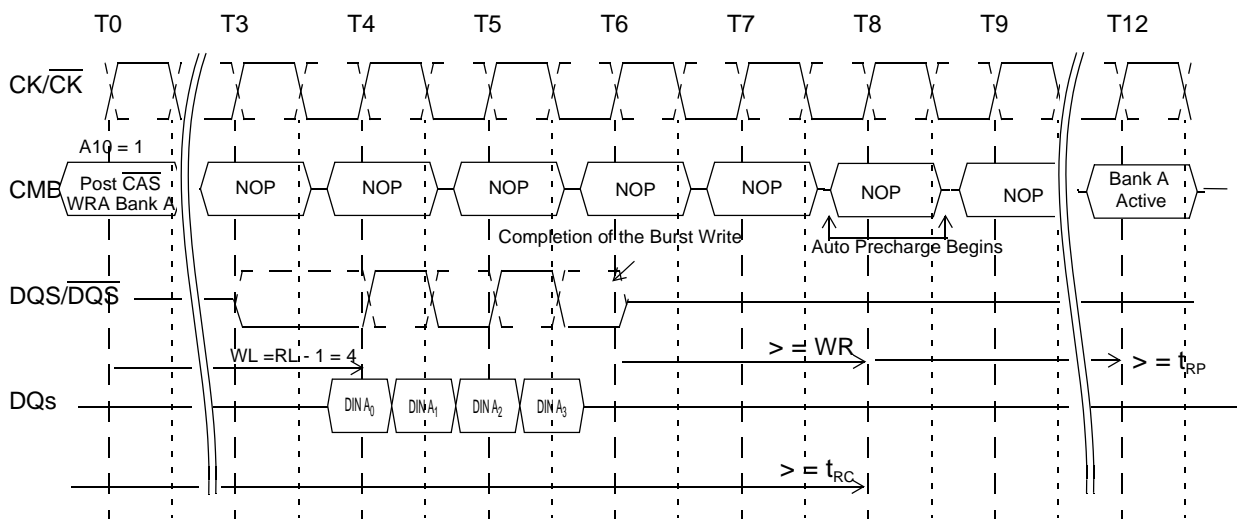 T0 T3 T4 T5 T6 T7 T8 T9 T12
CK/CK
A10 = 1
CMB
Post CAS
WRA Bank A
NOP NOP NOP NOP NOP NOP NOP
Bank A
Active
Completion of the Burst Write
Auto Precharge Begins
DQS/DQS
WL =RL - 1 = 4
> = WR
> = tRP
DQs
DIN A0 DIN A1 DIN A2 DIN A3
> = tRC